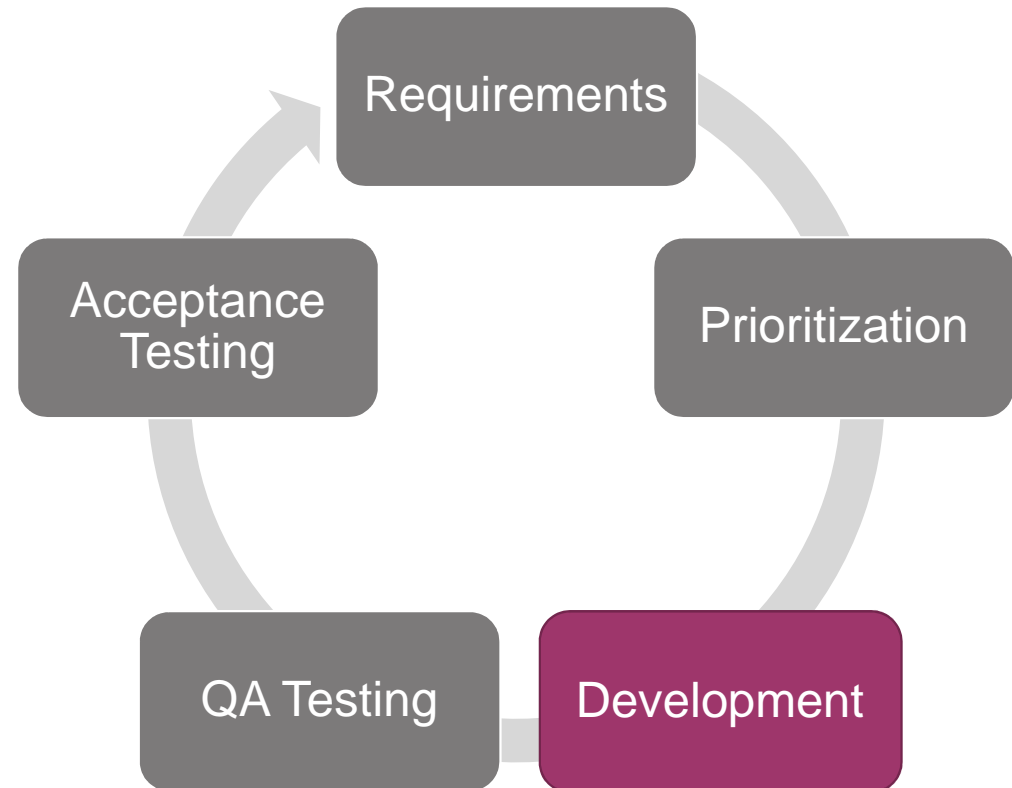 Requirements
Prioritization
Development
QA Testing
Acceptance
Testing